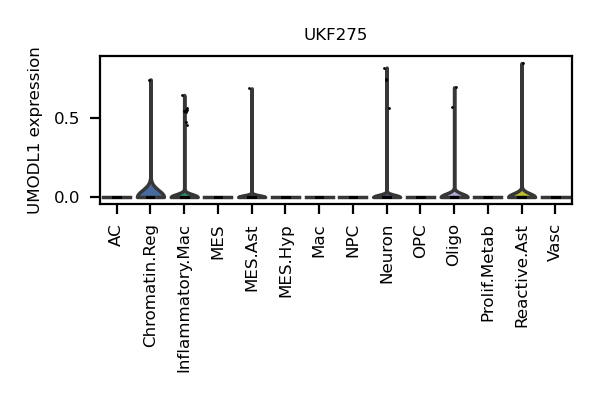 UKF275
UMODL1 expression
0.5
0.0
AC
Chromatin.Reg
Inflammatory.Mac
MES
MES.Ast
MES.Hyp
Mac
NPC
Neuron
OPC
Oligo
Prolif.Metab
Reactive.Ast
Vasc